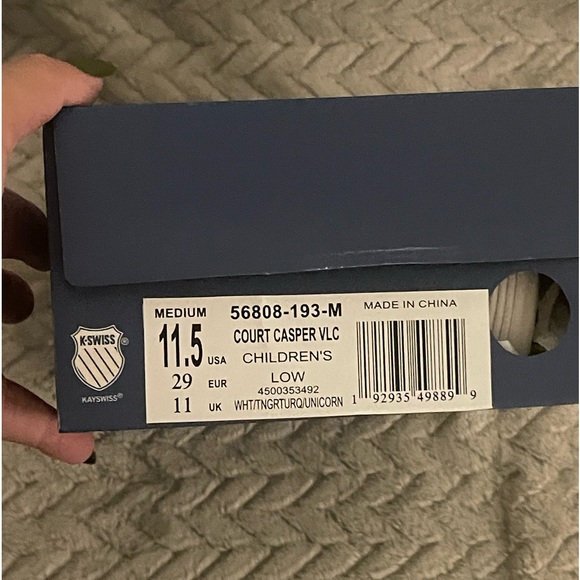 K·SWISS®
KAYSWISS®
MEDIUM
11.5 USA
29 EUR
11 UK
56808-193-M
COURT CASPER VLC
CHILDREN'S
LOW
4500353492
WHT/TNGRTURQ/UNICORN
MADE IN CHINA
1 92935 49889 9